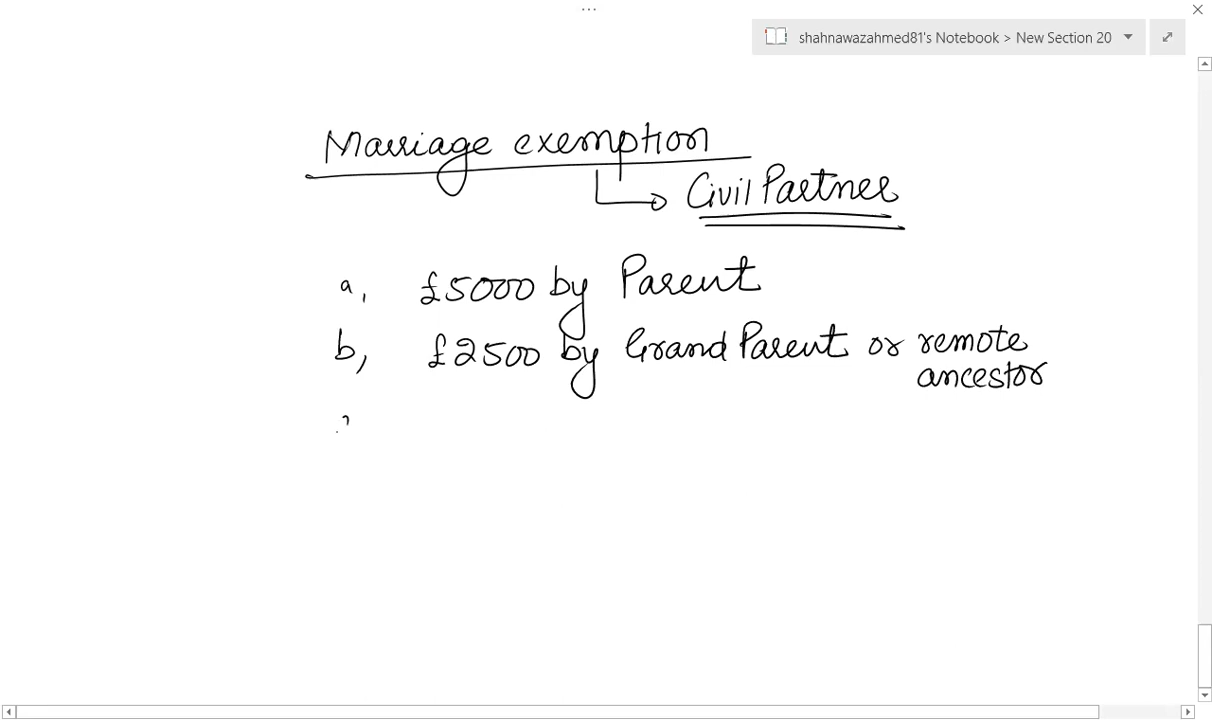 shahnawazahmed81's Notebook > New Section 20
Marriage exemption
Civil Partner
a, £5000 by Parent
b, £2500 by Grand Parent or remote
ancestor